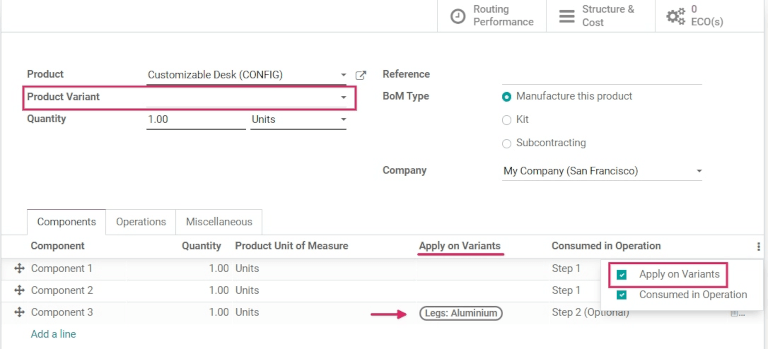 Routing Performance
Structure & Cost
0 ECO(s)
Product Customizable Desk (CONFIG) Reference
Product Variant BoM Type Manufacture this product
Quantity 1.00 Units Kit
Subcontracting
Company My Company (San Francisco)
Components Operations Miscellaneous
Component Quantity Product Unit of Measure Apply on Variants Consumed in Operation
Component 1 1.00 Units Step 1 Apply on Variants
Component 2 1.00 Units Step 1 Consumed in Operation
Component 3 1.00 Units Legs: Aluminium Step 2 (Optional)
Add a line